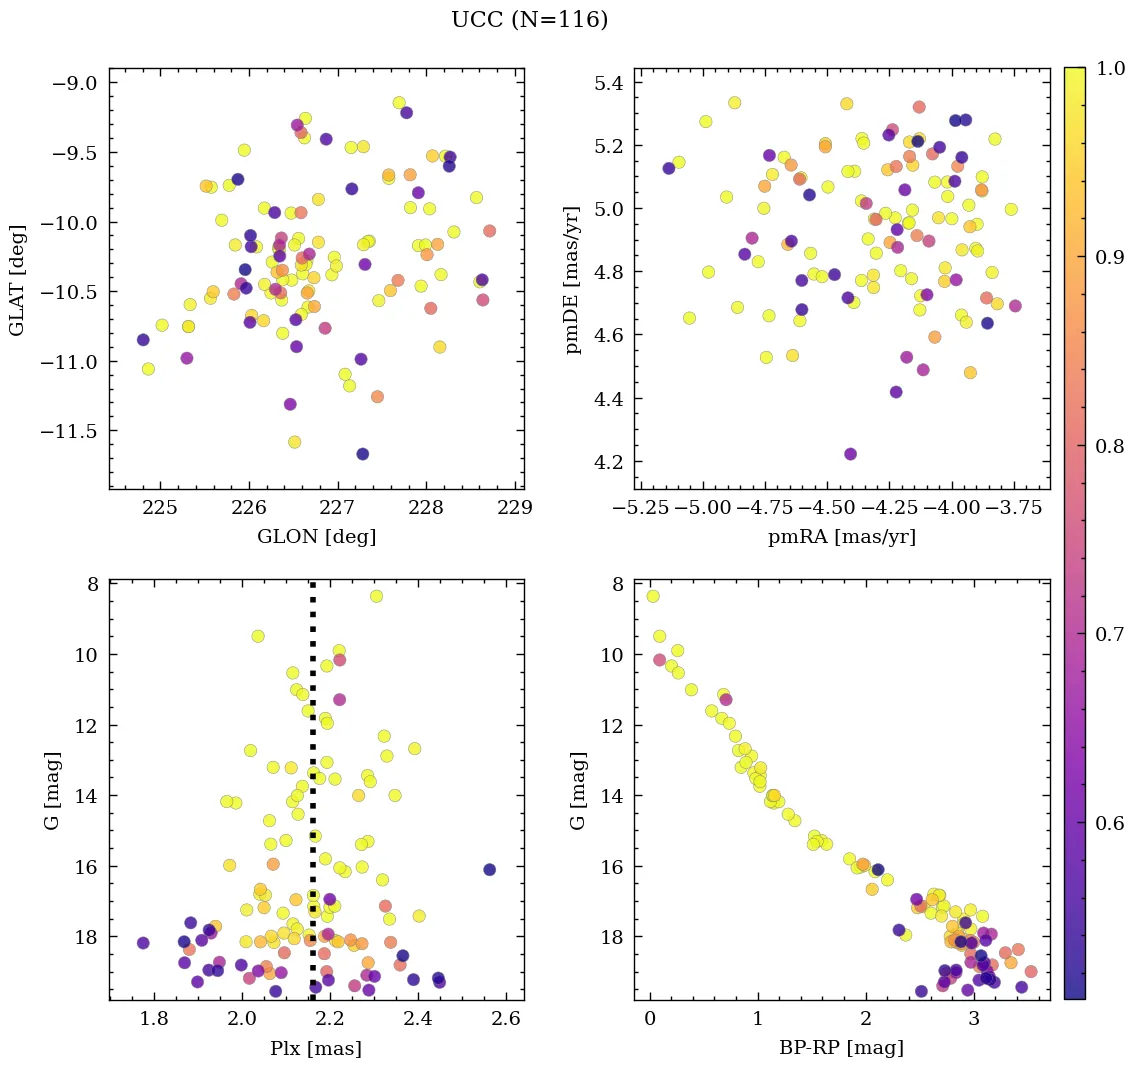 UCC (N=116)
−9.0
−9.5
−10.0
−10.5
−11.0
−11.5
GLAT [deg]
225 226 227 228 229
GLON [deg]
5.4
5.2
5.0
4.8
4.6
4.4
4.2
pmDE [mas/yr]
−5.25 −5.00 −4.75 −4.50 −4.25 −4.00 −3.75
pmRA [mas/yr]
1.0
0.9
0.8
0.7
0.6
8
10
12
14
16
18
G [mag]
1.8 2.0 2.2 2.4 2.6
Plx [mas]
8
10
12
14
16
18
G [mag]
0 1 2 3
BP-RP [mag]